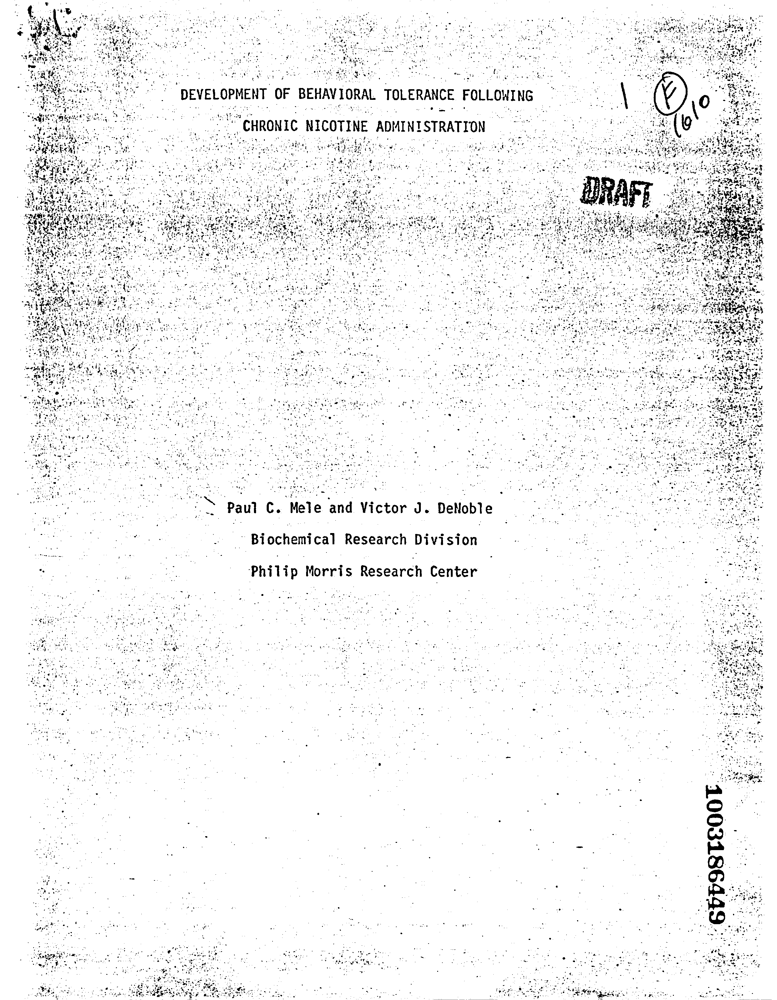 DEVELOPMENT OF BEHAVIORAL TOLERANCE FOLLOWING
CHRONIC NICOTINE ADMINISTRATION
1 F
1610
DRAFT
Paul C. Mele and Victor J. DeNoble
Biochemical Research Division
Philip Morris Research Center
1003186449